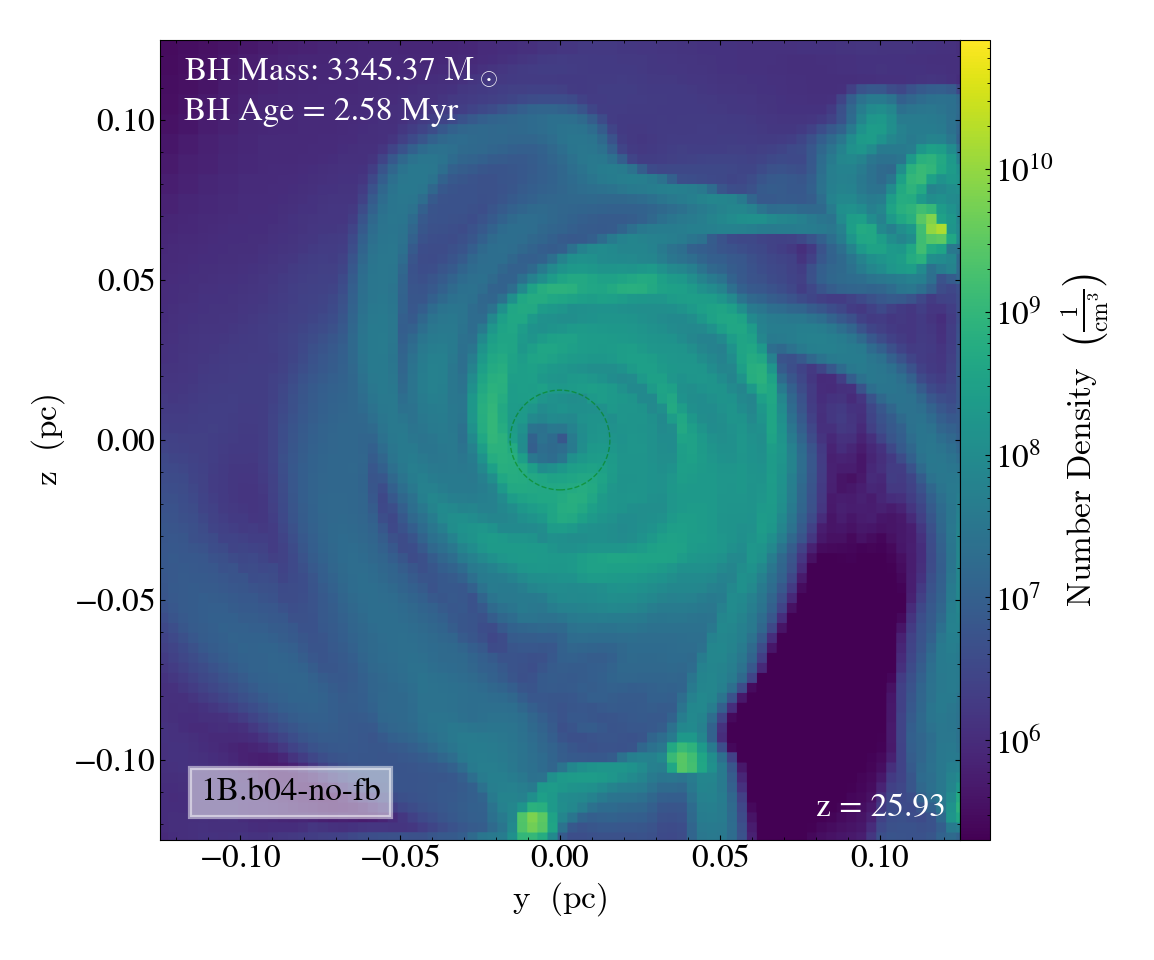 BH Mass: 3345.37 M⊙
BH Age = 2.58 Myr
0.10
0.05
0.00
−0.05
−0.10
z (pc)
1B.b04-no-fb
z = 25.93
−0.10 −0.05 0.00 0.05 0.10
y (pc)
10^10
10^9
10^8
10^7
10^6
Number Density (1/cm^3)